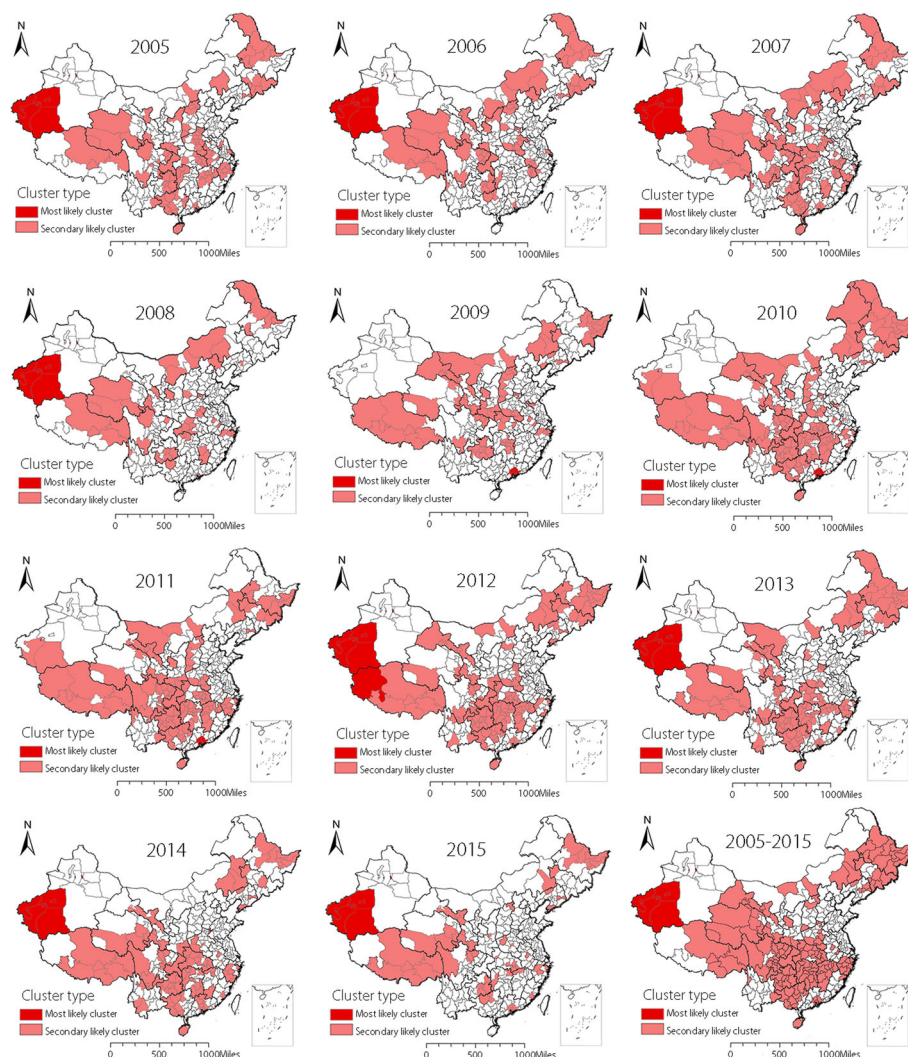 N
2005
Cluster type
Most likely cluster
Secondary likely cluster
0 500 1000Miles
N
2006
Cluster type
Most likely cluster
Secondary likely cluster
0 500 1000Miles
N
2007
Cluster type
Most likely cluster
Secondary likely cluster
0 500 1000Miles
N
2008
Cluster type
Most likely cluster
Secondary likely cluster
0 500 1000Miles
N
2009
Cluster type
Most likely cluster
Secondary likely cluster
0 500 1000Miles
N
2010
Cluster type
Most likely cluster
Secondary likely cluster
0 500 1000Miles
N
2011
Cluster type
Most likely cluster
Secondary likely cluster
0 500 1000Miles
N
2012
Cluster type
Most likely cluster
Secondary likely cluster
0 500 1000Miles
N
2013
Cluster type
Most likely cluster
Secondary likely cluster
0 500 1000Miles
N
2014
Cluster type
Most likely cluster
Secondary likely cluster
0 500 1000Miles
N
2015
Cluster type
Most likely cluster
Secondary likely cluster
0 500 1000Miles
N
2005-2015
Cluster type
Most likely cluster
Secondary likely cluster
0 500 1000Miles